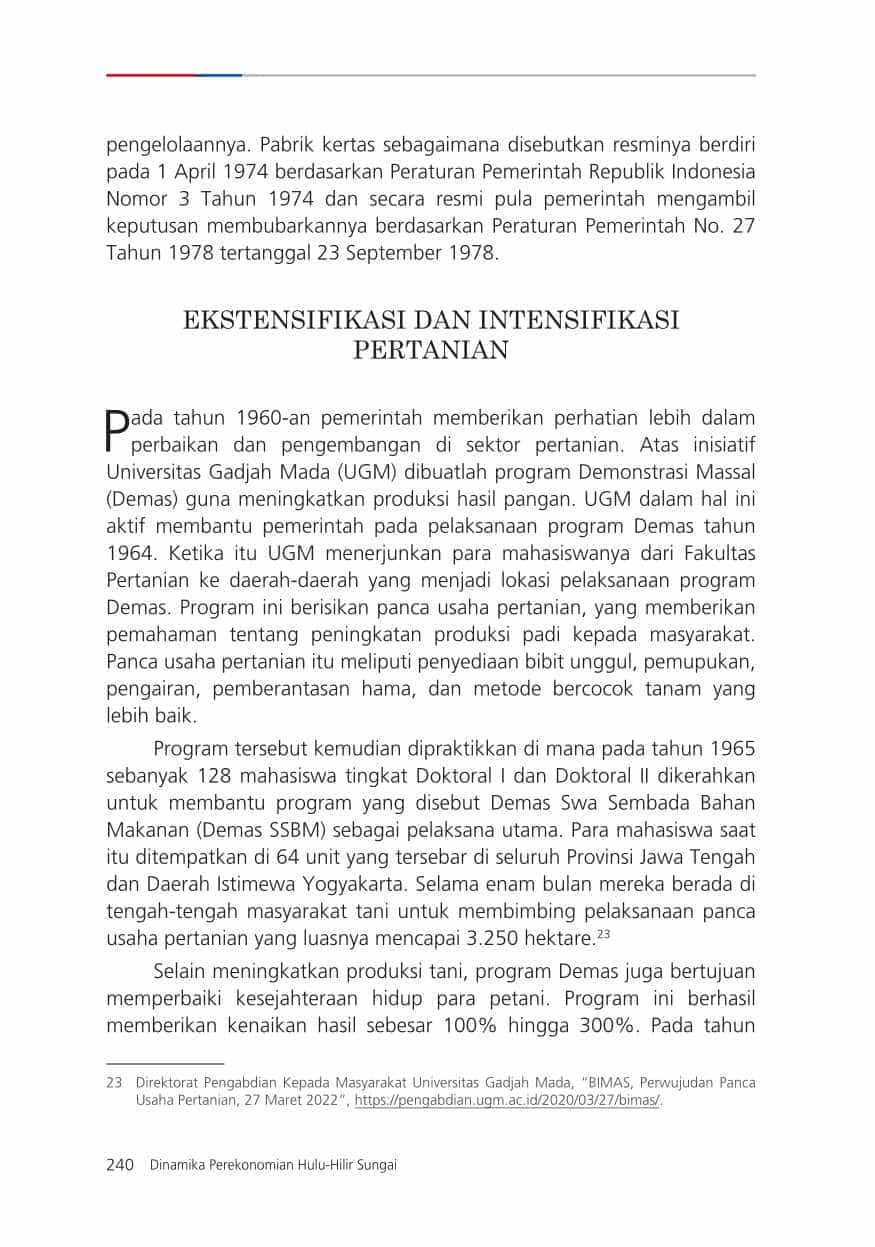 pengelolaannya. Pabrik kertas sebagaimana disebutkan resminya berdiri
pada 1 April 1974 berdasarkan Peraturan Pemerintah Republik Indonesia
Nomor 3 Tahun 1974 dan secara resmi pula pemerintah mengambil
keputusan membubarkannya berdasarkan Peraturan Pemerintah No. 27
Tahun 1978 tertanggal 23 September 1978.
EKSTENSIFIKASI DAN INTENSIFIKASI
PERTANIAN
Pada tahun 1960-an pemerintah memberikan perhatian lebih dalam
perbaikan dan pengembangan di sektor pertanian. Atas inisiatif
Universitas Gadjah Mada (UGM) dibuatlah program Demonstrasi Massal
(Demas) guna meningkatkan produksi hasil pangan. UGM dalam hal ini
aktif membantu pemerintah pada pelaksanaan program Demas tahun
1964. Ketika itu UGM menerjunkan para mahasiswanya dari Fakultas
Pertanian ke daerah-daerah yang menjadi lokasi pelaksanaan program
Demas. Program ini berisikan panca usaha pertanian, yang memberikan
pemahaman tentang peningkatan produksi padi kepada masyarakat.
Panca usaha pertanian itu meliputi penyediaan bibit unggul, pemupukan,
pengairan, pemberantasan hama, dan metode bercocok tanam yang
lebih baik.
Program tersebut kemudian dipraktikkan di mana pada tahun 1965
sebanyak 128 mahasiswa tingkat Doktoral I dan Doktoral II dikerahkan
untuk membantu program yang disebut Demas Swa Sembada Bahan
Makanan (Demas SSBM) sebagai pelaksana utama. Para mahasiswa saat
itu ditempatkan di 64 unit yang tersebar di seluruh Provinsi Jawa Tengah
dan Daerah Istimewa Yogyakarta. Selama enam bulan mereka berada di
tengah-tengah masyarakat tani untuk membimbing pelaksanaan panca
usaha pertanian yang luasnya mencapai 3.250 hektare.²³
Selain meningkatkan produksi tani, program Demas juga bertujuan
memperbaiki kesejahteraan hidup para petani. Program ini berhasil
memberikan kenaikan hasil sebesar 100% hingga 300%. Pada tahun
23 Direktorat Pengabdian Kepada Masyarakat Universitas Gadjah Mada, "BIMAS, Perwujudan Panca
Usaha Pertanian, 27 Maret 2022", https://pengabdian.ugm.ac.id/2020/03/27/bimas/.
240 Dinamika Perekonomian Hulu-Hilir Sungai